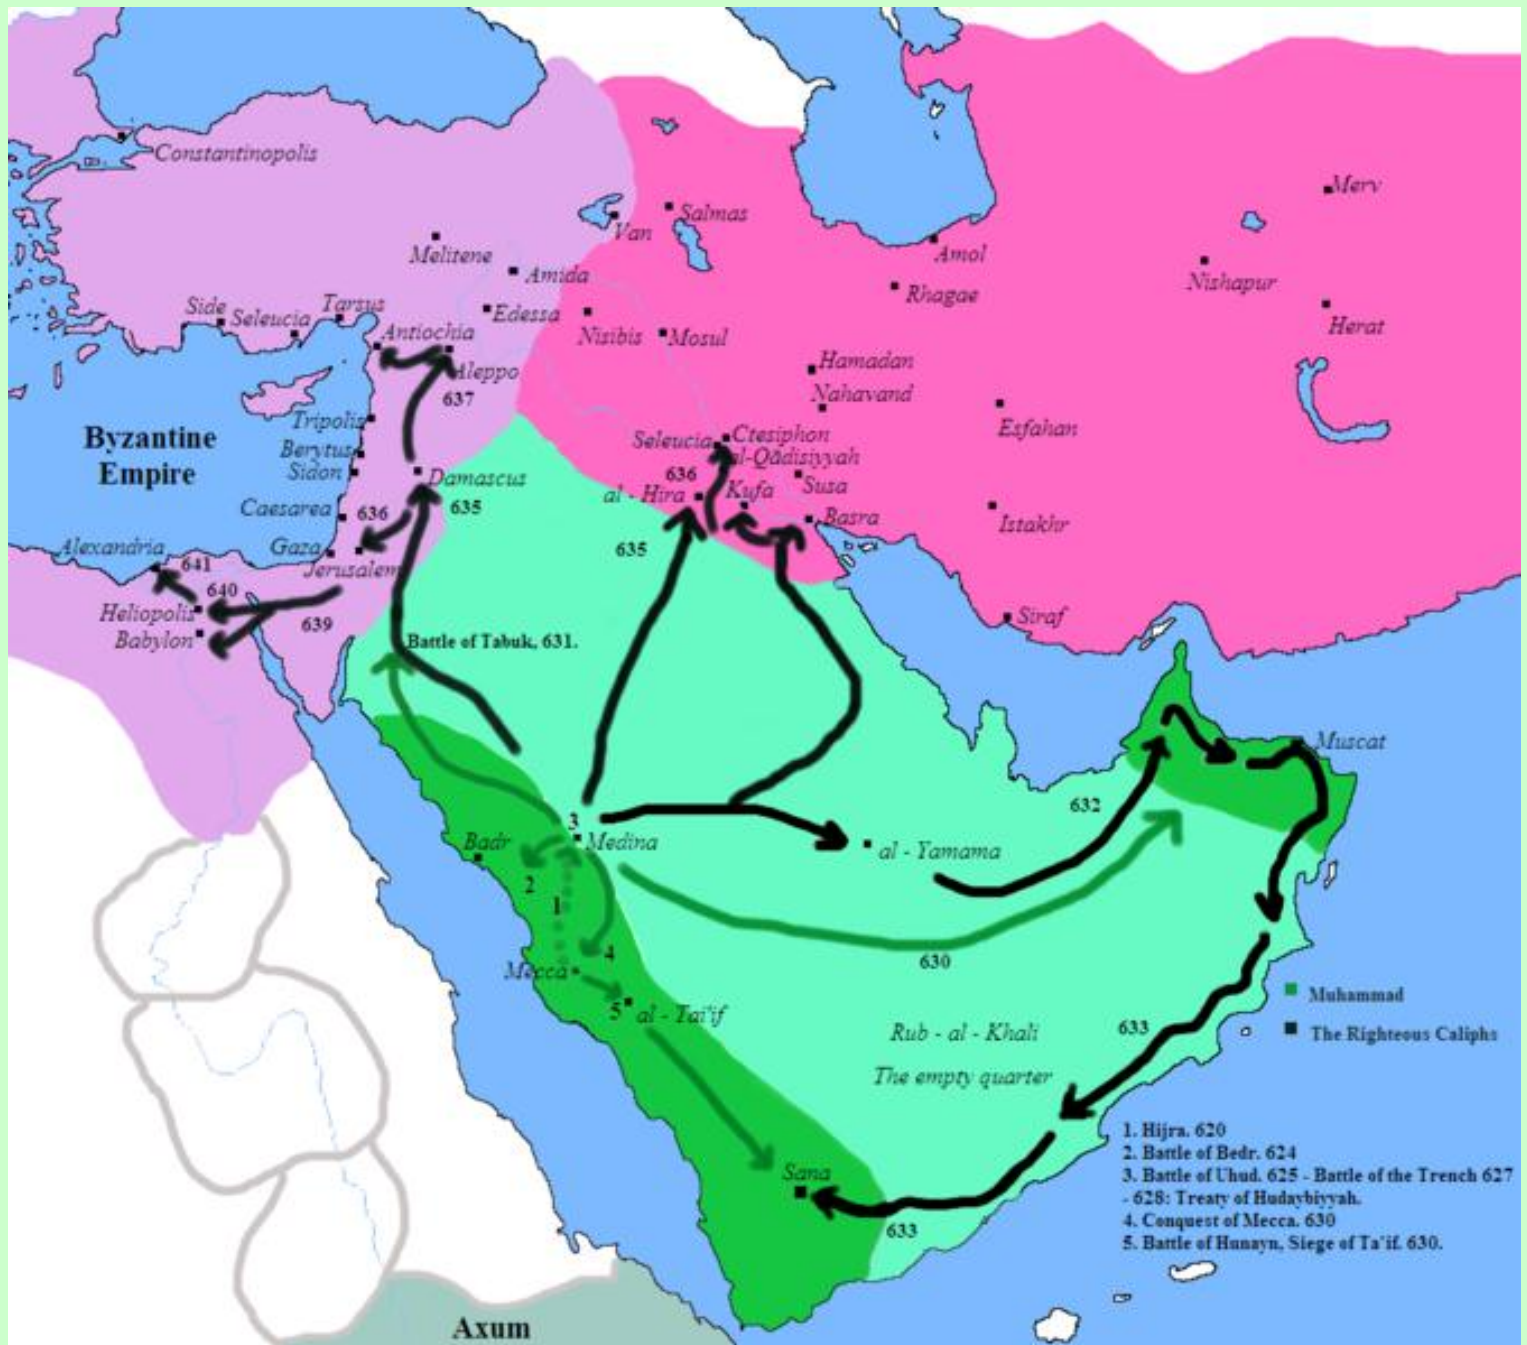 Constantinopolis
Merv
Salmas
Van
Melitene
Amol
Amida
Nishapur
Rhagae
Side
Seleucia
Tarsus
Edessa
Antiochia
Nisibis
Mosul
Herat
Aleppo
Hamadan
637
Nahavand
Tripolis
Esfahan
Byzantine
Empire
Berytus
Seleucia
Ctesiphon
al-Qādisiyyah
Sidon
Damascus
636
Susa
al - Hira
Kufa
Caesarea
636
635
Basra
Istakhr
Alexandria
Gaza
635
641
Jerusalem
640
Heliopolis
639
Siraf
Babylon
Battle of Tabuk, 631.
Muscat
632
3
Medina
Badr
al - Yamama
2
1
4
630
Mecca
5
al - Tai'if
Muhammad
633
Rub - al - Khali
The Righteous Caliphs
The empty quarter
1. Hijra. 620
2. Battle of Bedr. 624
3. Battle of Uhud. 625 - Battle of the Trench 627
- 628: Treaty of Hudaybiyyah.
4. Conquest of Mecca. 630
5. Battle of Hunayn, Siege of Ta'if. 630.
Sana
633
Axum